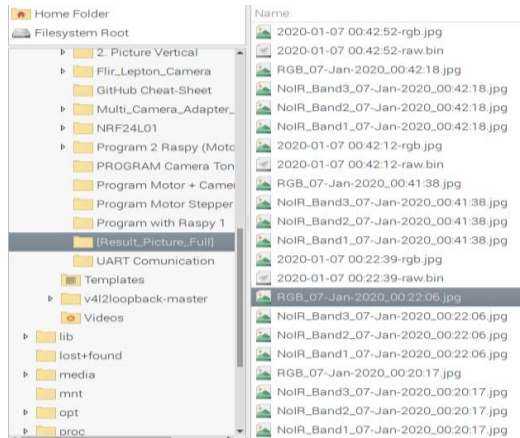 Home Folder
Filesystem Root
2. Picture Vertical
Flir_Lepton_Camera
GitHub Cheat-Sheet
Multi_Camera_Adapter_
NRF24L01
Program 2 Raspy (Motc
PROGRAM Camera Ton
Program Motor + Camer
Program Motor Stepper
Program with Raspy 1
[Result_Picture_Full]
UART Comunication
Templates
v4l2loopback-master
Videos
lib
lost+found
media
mnt
opt
proc
Name
2020-01-07 00:42:52-rgb.jpg
2020-01-07 00:42:52-raw.bin
RGB_07-Jan-2020_00:42:18.jpg
NoIR_Band3_07-Jan-2020_00:42:18.jpg
NoIR_Band2_07-Jan-2020_00:42:18.jpg
NoIR_Band1_07-Jan-2020_00:42:18.jpg
2020-01-07 00:42:12-rgb.jpg
2020-01-07 00:42:12-raw.bin
RGB_07-Jan-2020_00:41:38.jpg
NoIR_Band3_07-Jan-2020_00:41:38.jpg
NoIR_Band2_07-Jan-2020_00:41:38.jpg
NoIR_Band1_07-Jan-2020_00:41:38.jpg
2020-01-07 00:22:39-rgb.jpg
2020-01-07 00:22:39-raw.bin
RGB_07-Jan-2020_00:22:06.jpg
NoIR_Band3_07-Jan-2020_00:22:06.jpg
NoIR_Band2_07-Jan-2020_00:22:06.jpg
NoIR_Band1_07-Jan-2020_00:22:06.jpg
RGB_07-Jan-2020_00:20:17.jpg
NoIR_Band3_07-Jan-2020_00:20:17.jpg
NoIR_Band2_07-Jan-2020_00:20:17.jpg
NoIR_Band1_07-Jan-2020_00:20:17.jpg